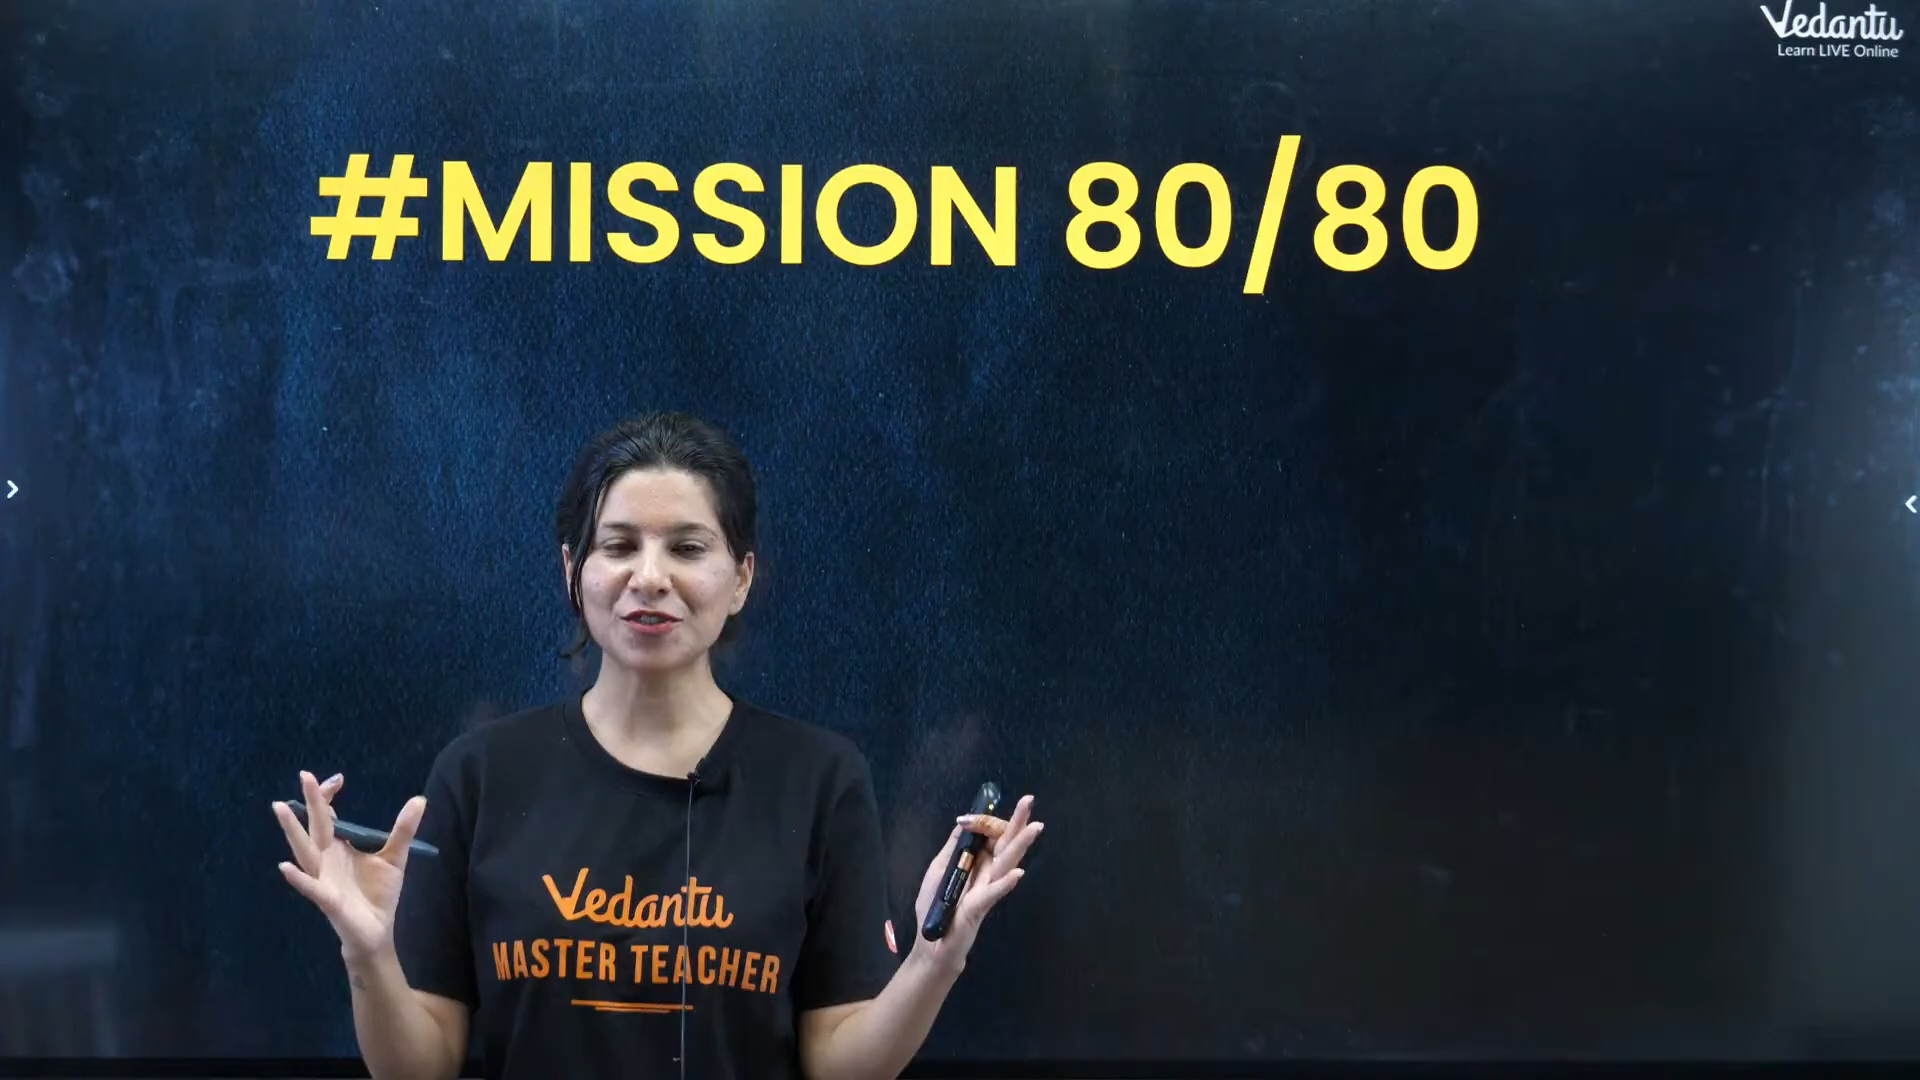 Vedantu
Learn LIVE Online
#MISSION 80/80
Vedantu
MASTER TEACHER